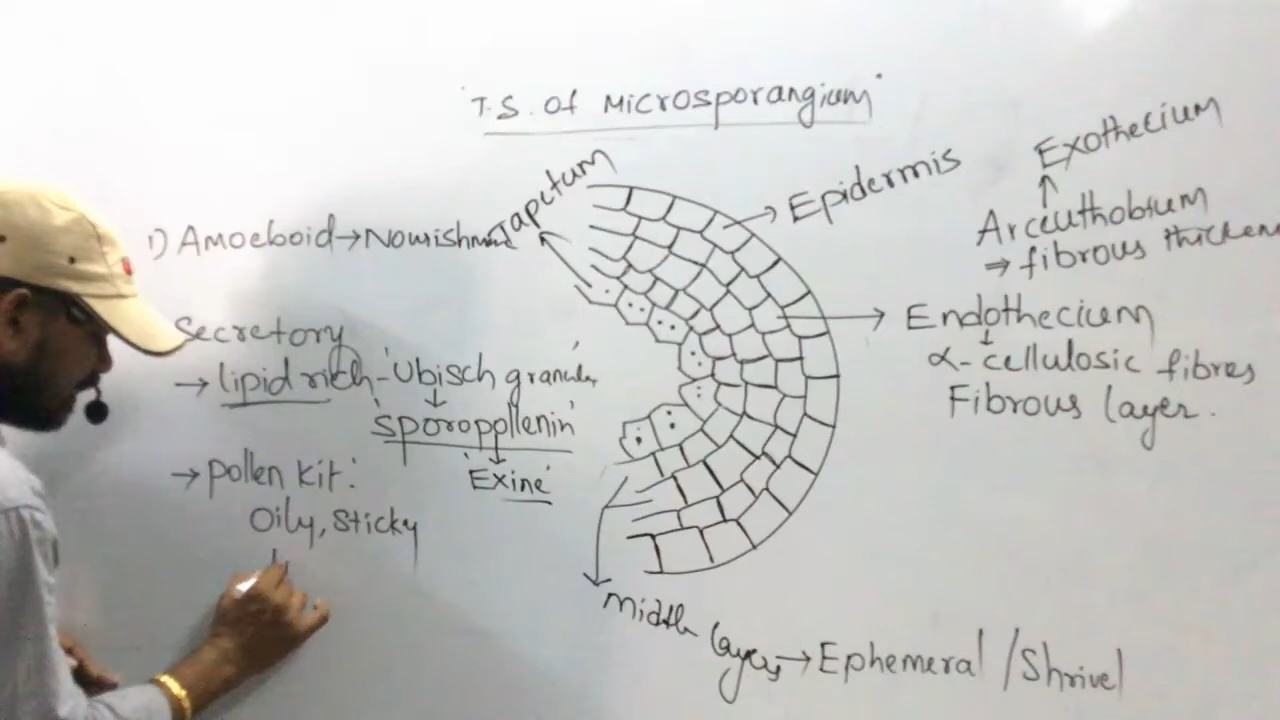 "T.S. Of Microsporangium"
Tapetum
Epidermis
Exothecium
Arceuthobium
⇒ fibrous thicken
1) Amoeboid → Nourishment
Secretory
→ lipid rich - 'Ubisch granules'
'sporopollenin'
'Exine'
→ pollen kit:
Oily, Sticky
Endothecium
α-cellulosic fibres
Fibrous layer.
Middle layers → Ephemeral / Shrivel